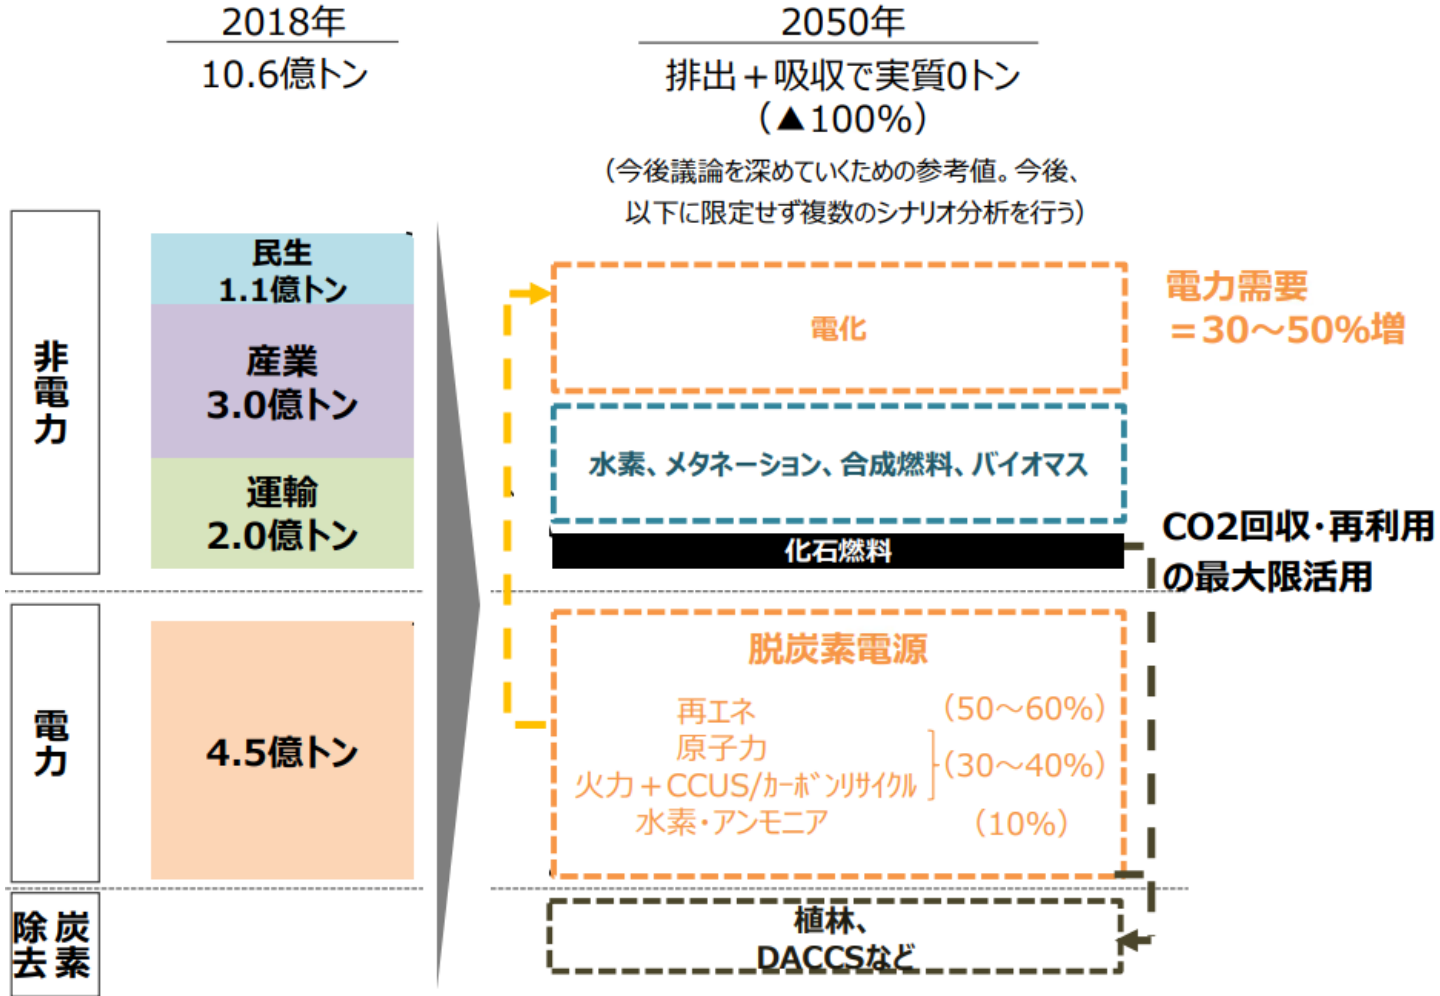 2018年
10.6億トン
2050年
排出＋吸収で実質0トン
（▲100%）
（今後議論を深めていくための参考値。今後、
以下に限定せず複数のシナリオ分析を行う）
非電力
民生
1.1億トン
産業
3.0億トン
運輸
2.0億トン
電化
電力需要
＝30～50%増
水素、メタネーション、合成燃料、バイオマス
化石燃料
CO2回収・再利用
の最大限活用
電力
4.5億トン
脱炭素電源
再エネ （50～60%）
原子力
火力＋CCUS/ｶｰﾎﾞﾝﾘｻｲｸﾙ （30～40%）
水素・アンモニア （10%）
炭素除去
植林、
DACCSなど